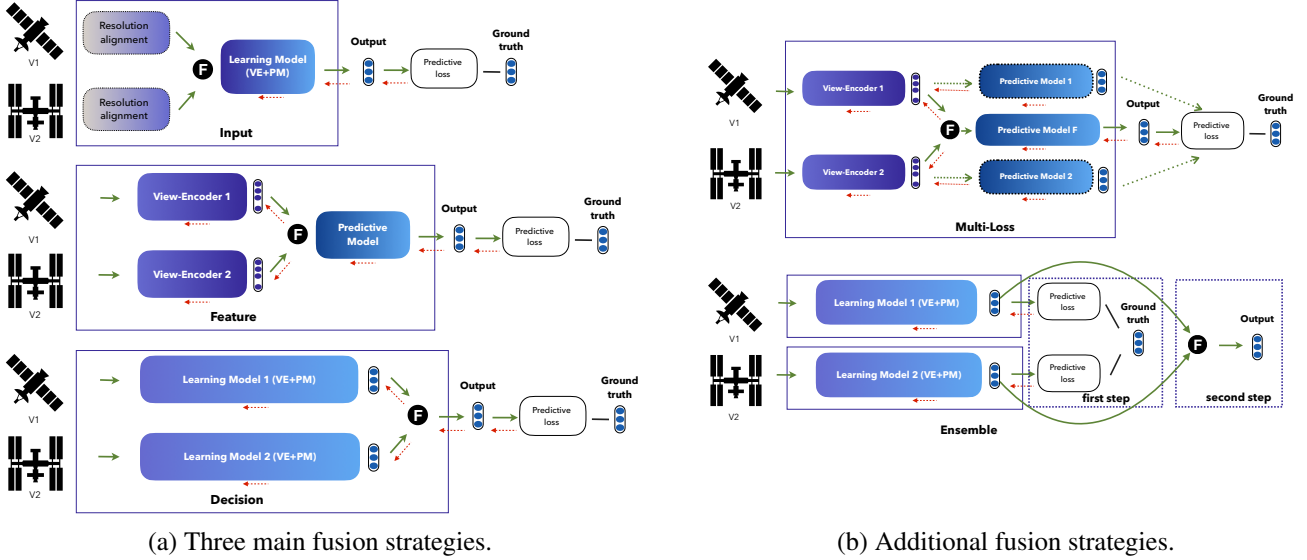 Resolution
alignment
V1
F
Learning Model
(VE+PM)
Output
Predictive
loss
Ground
truth
Resolution
alignment
V2
Input
View-Encoder 1
V1
F
Predictive
Model
Output
Predictive
loss
Ground
truth
View-Encoder 2
V2
Feature
Learning Model 1 (VE+PM)
V1
F
Output
Predictive
loss
Ground
truth
Learning Model 2 (VE+PM)
V2
Decision
(a) Three main fusion strategies.
View-Encoder 1
Predictive Model 1
V1
F
Predictive Model F
Output
Predictive
loss
Ground
truth
View-Encoder 2
Predictive Model 2
V2
Multi-Loss
Learning Model 1 (VE+PM)
Predictive
loss
V1
Ground
truth
F
Output
Learning Model 2 (VE+PM)
Predictive
loss
V2
first step
second step
Ensemble
(b) Additional fusion strategies.